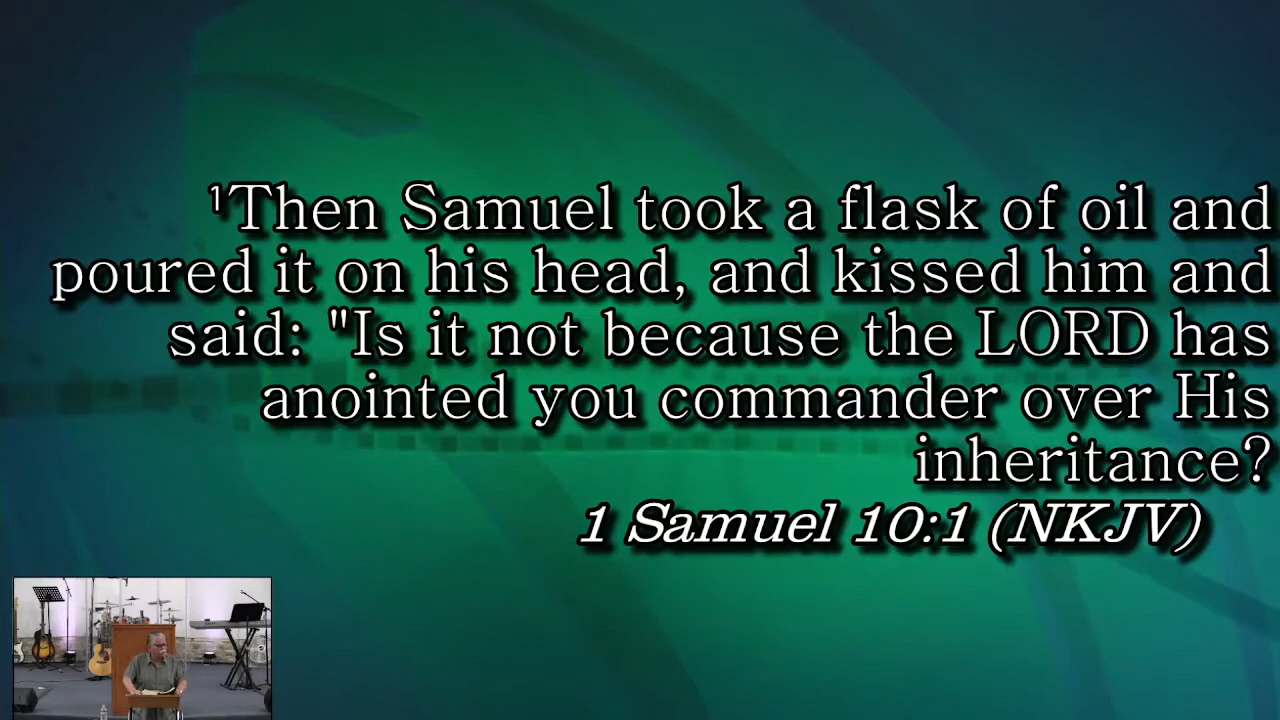 ¹Then Samuel took a flask of oil and
poured it on his head, and kissed him and
said: "Is it not because the LORD has
anointed you commander over His
inheritance?
1 Samuel 10:1 (NKJV)